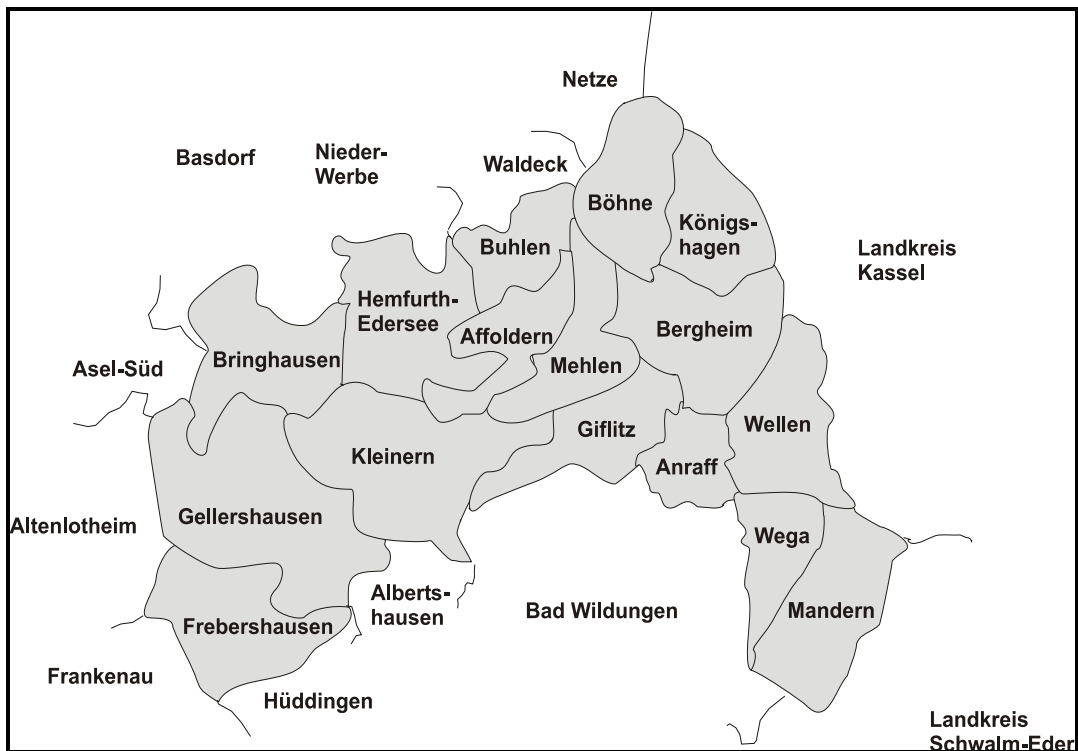 Netze
Basdorf
Nieder-
Werbe
Waldeck
Böhne
Königs-
hagen
Buhlen
Landkreis
Kassel
Hemfurth-
Edersee
Affoldern
Bergheim
Bringhausen
Mehlen
Asel-Süd
Giflitz
Wellen
Kleinern
Anraff
Gellershausen
Altenlotheim
Wega
Alberts-
hausen
Bad Wildungen
Mandern
Frebershausen
Frankenau
Hüddingen
Landkreis
Schwalm-Eder